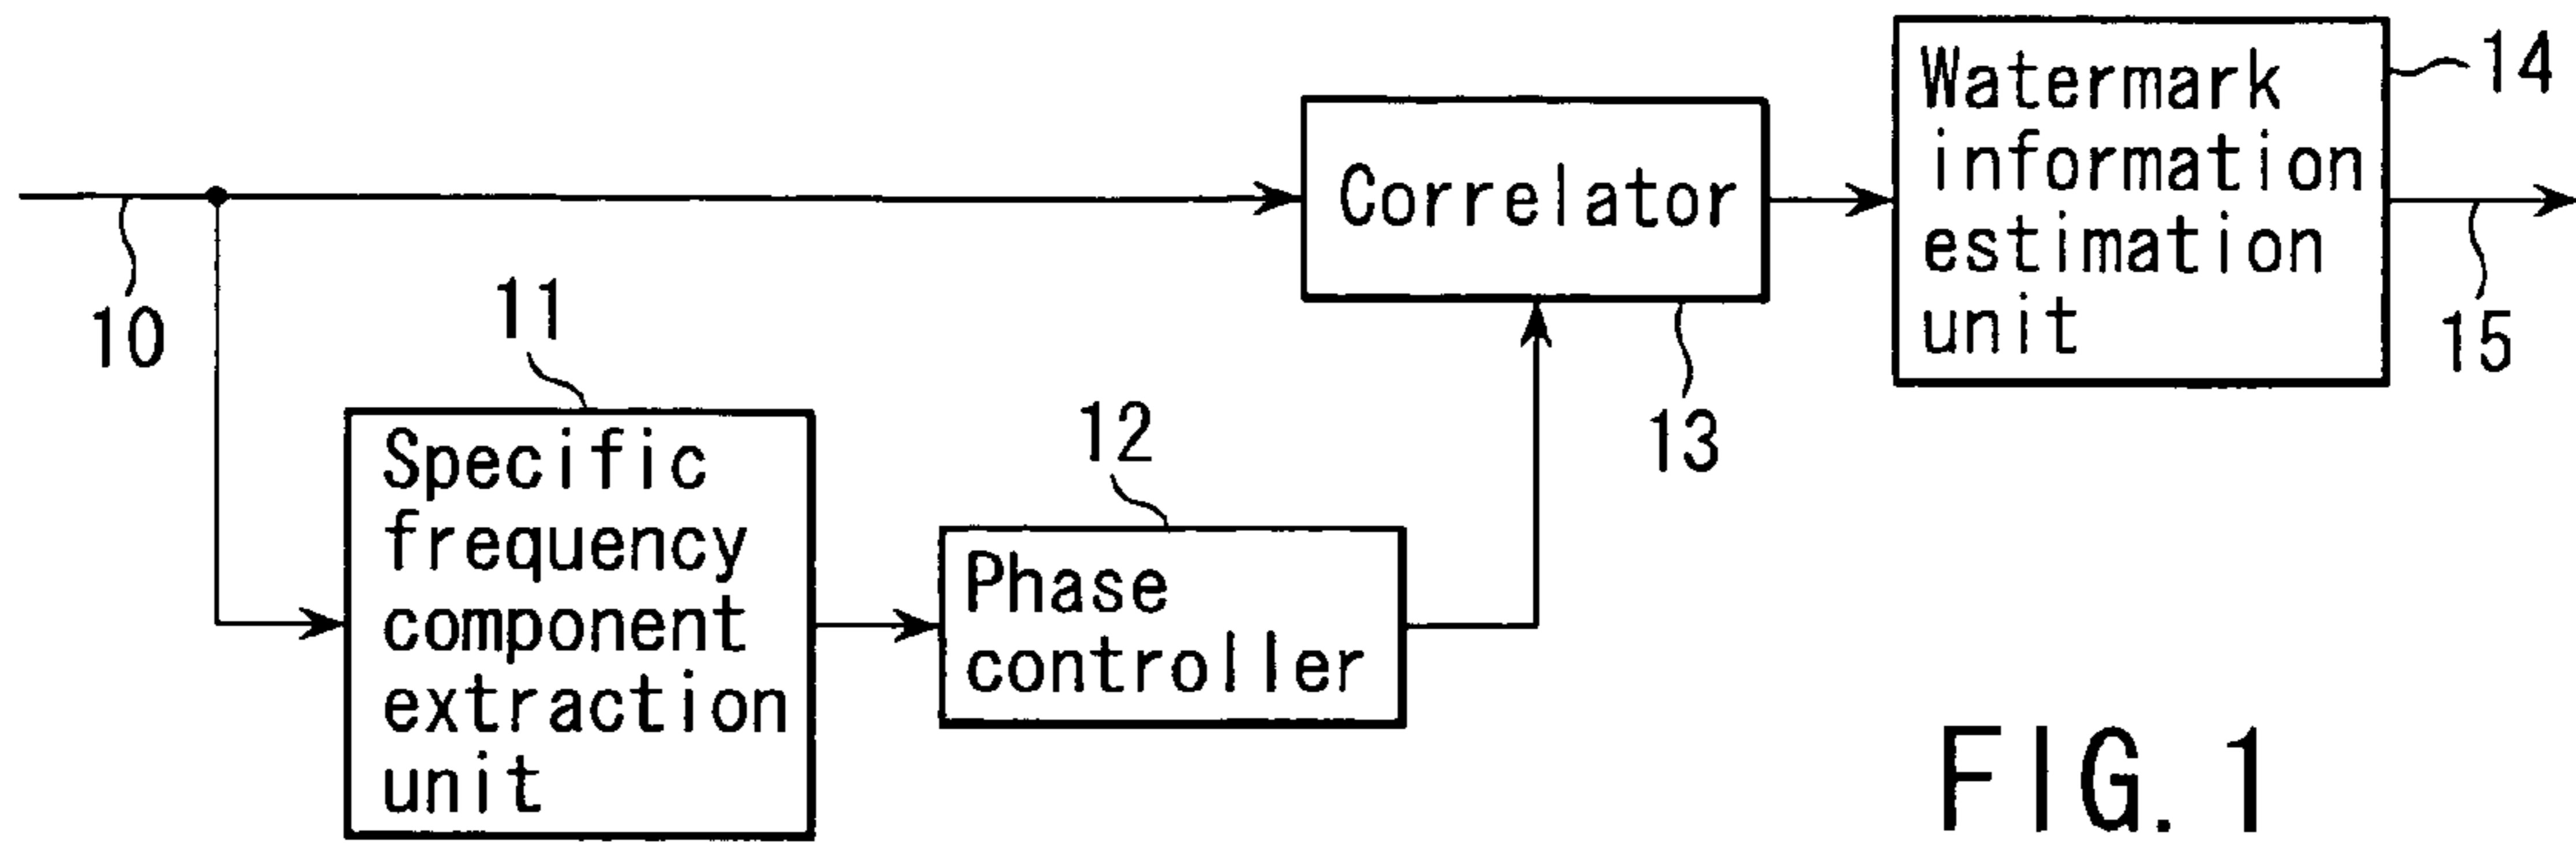 10
11
Specific
frequency
component
extraction
unit
12
Phase
controller
Correlator
13
Watermark
information
estimation
unit
14
15
FIG. 1